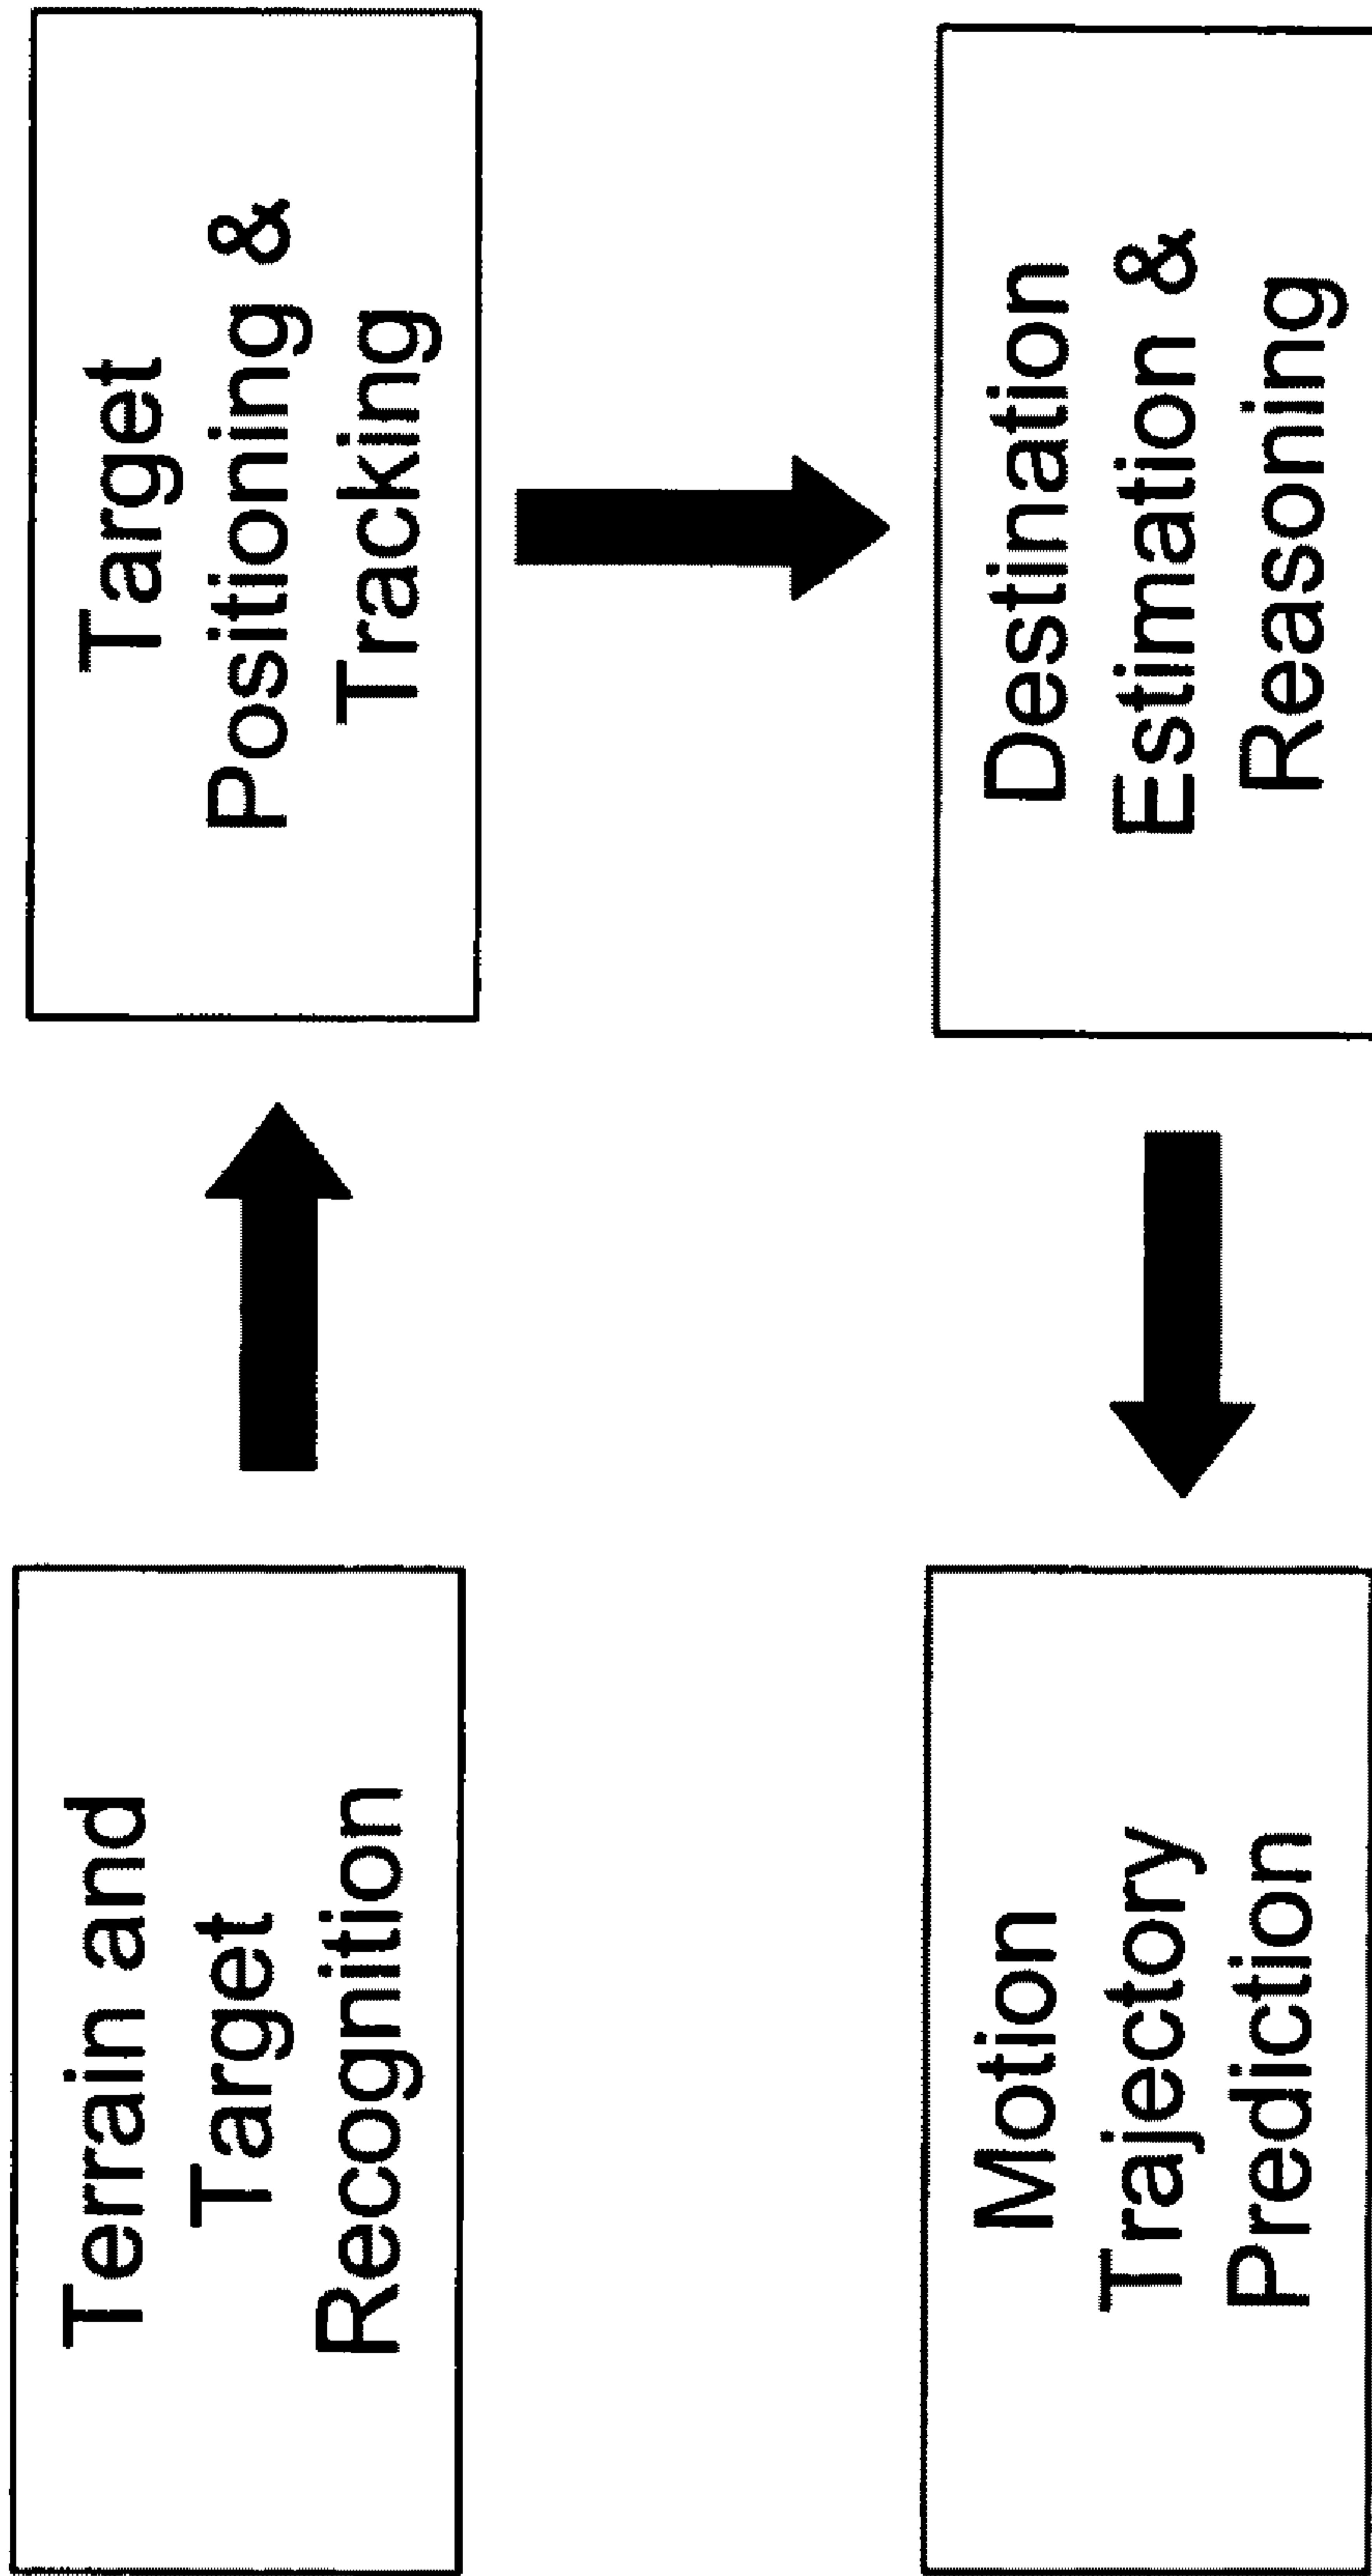 Terrain and
Target
Recognition
Target
Positioning &
Tracking
Destination
Estimation &
Reasoning
Motion
Trajectory
Prediction